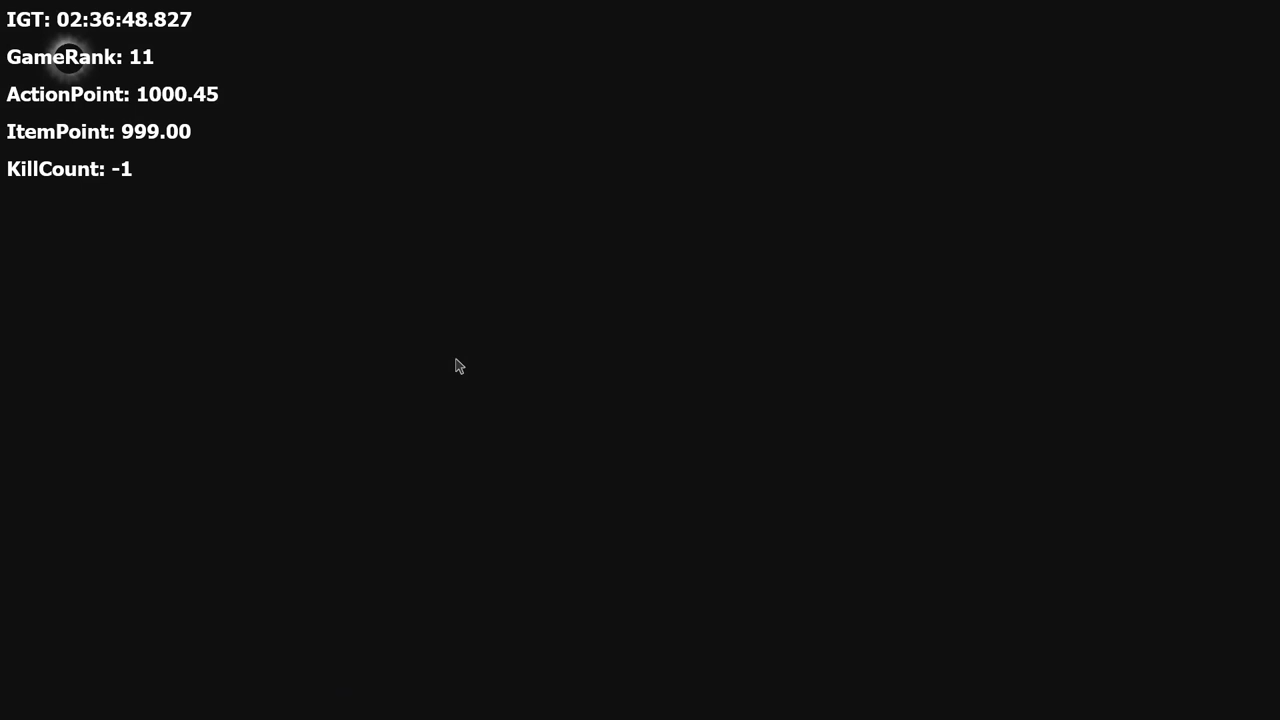 IGT: 02:36:48.827
GameRank: 11
ActionPoint: 1000.45
ItemPoint: 999.00
KillCount: -1